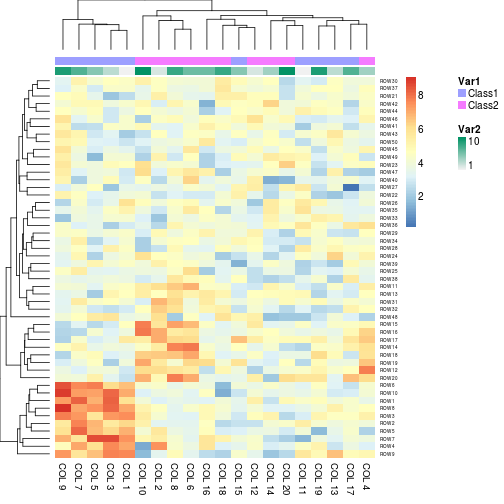 Var1
Class1
Class2
Var2
10
1
8
6
4
2
ROW30
ROW37
ROW21
ROW42
ROW44
ROW46
ROW41
ROW43
ROW50
ROW45
ROW49
ROW23
ROW47
ROW40
ROW27
ROW22
ROW26
ROW35
ROW33
ROW36
ROW29
ROW34
ROW28
ROW24
ROW39
ROW25
ROW38
ROW11
ROW13
ROW31
ROW32
ROW48
ROW15
ROW16
ROW17
ROW14
ROW18
ROW19
ROW12
ROW20
ROW6
ROW10
ROW1
ROW8
ROW3
ROW2
ROW5
ROW7
ROW4
ROW9
COL 9
COL 7
COL 5
COL 3
COL 1
COL 10
COL 2
COL 8
COL 6
COL 16
COL 18
COL 15
COL 12
COL 14
COL 20
COL 11
COL 19
COL 13
COL 17
COL 4